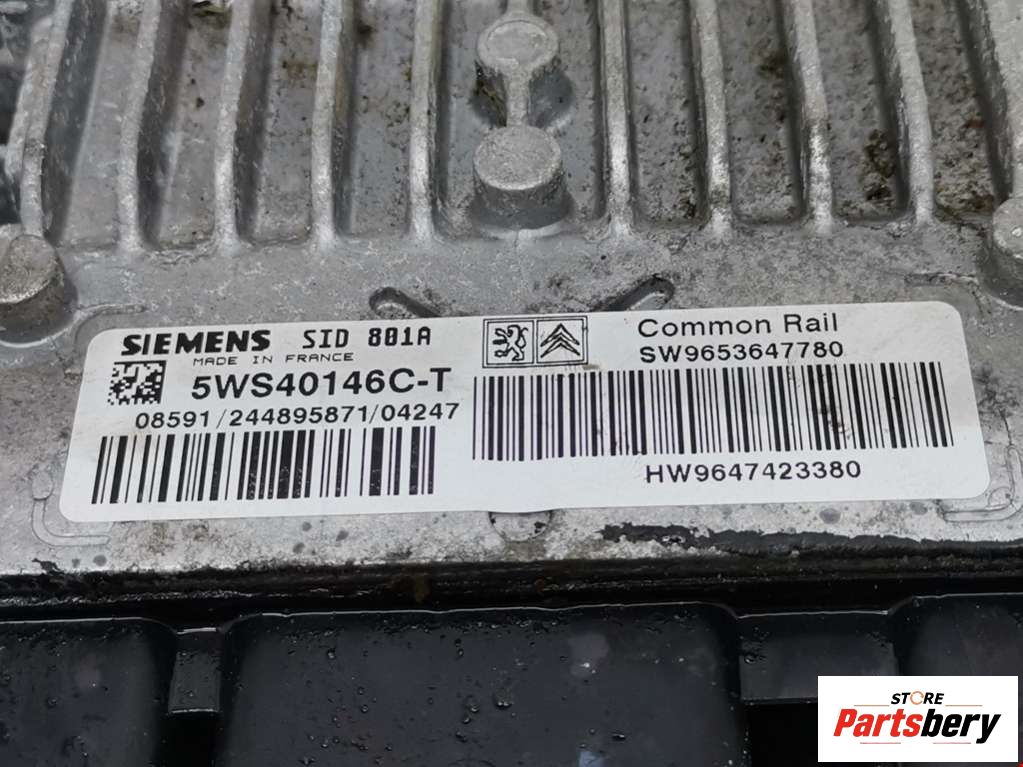 SIEMENS SID 801A
MADE IN FRANCE
5WS40146C-T
08591/244895871/04247
Common Rail
SW9653647780
HW9647423380
STORE
Partsbery